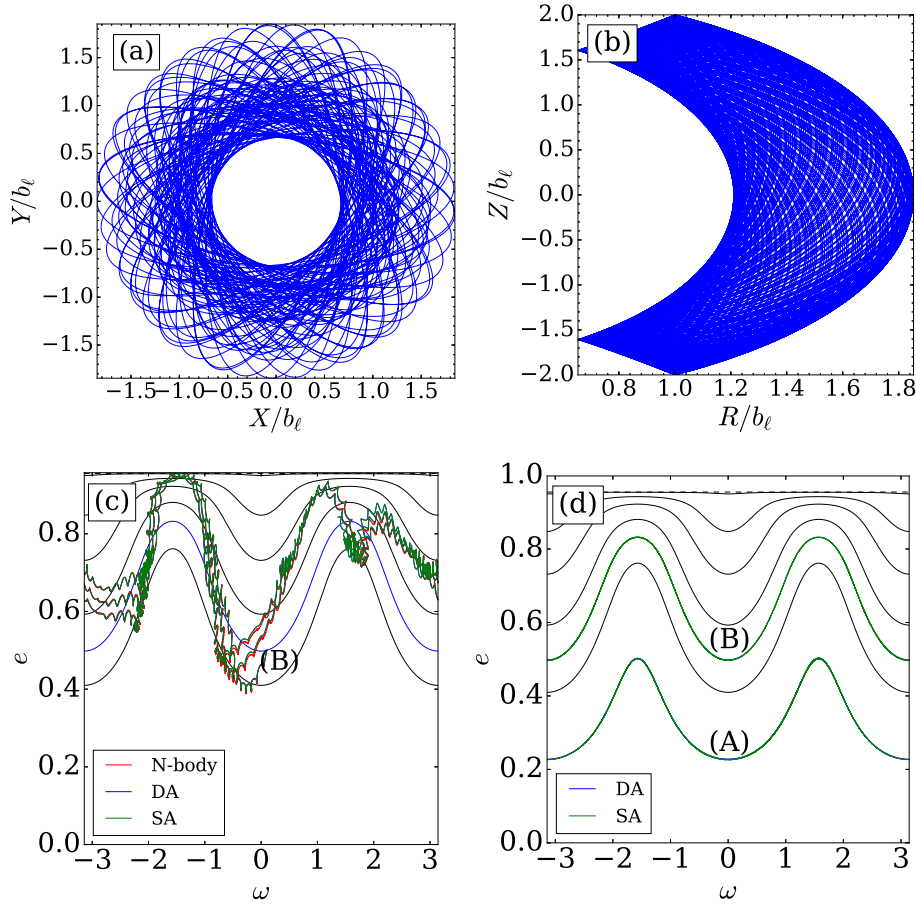 (a)
1.5
1.0
0.5
0.0
−0.5
−1.0
−1.5
Y/bℓ
−1.5 −1.0 −0.5 0.0 0.5 1.0 1.5
X/bℓ
(b)
2.0
1.5
1.0
0.5
0.0
−0.5
−1.0
−1.5
−2.0
Z/bℓ
0.8 1.0 1.2 1.4 1.6 1.8
R/bℓ
(c)
0.8
0.6
0.4
0.2
0.0
e
(B)
N-body
DA
SA
−3 −2 −1 0 1 2 3
ω
(d)
1.0
0.8
0.6
0.4
0.2
0.0
e
(B)
(A)
DA
SA
−3 −2 −1 0 1 2 3
ω